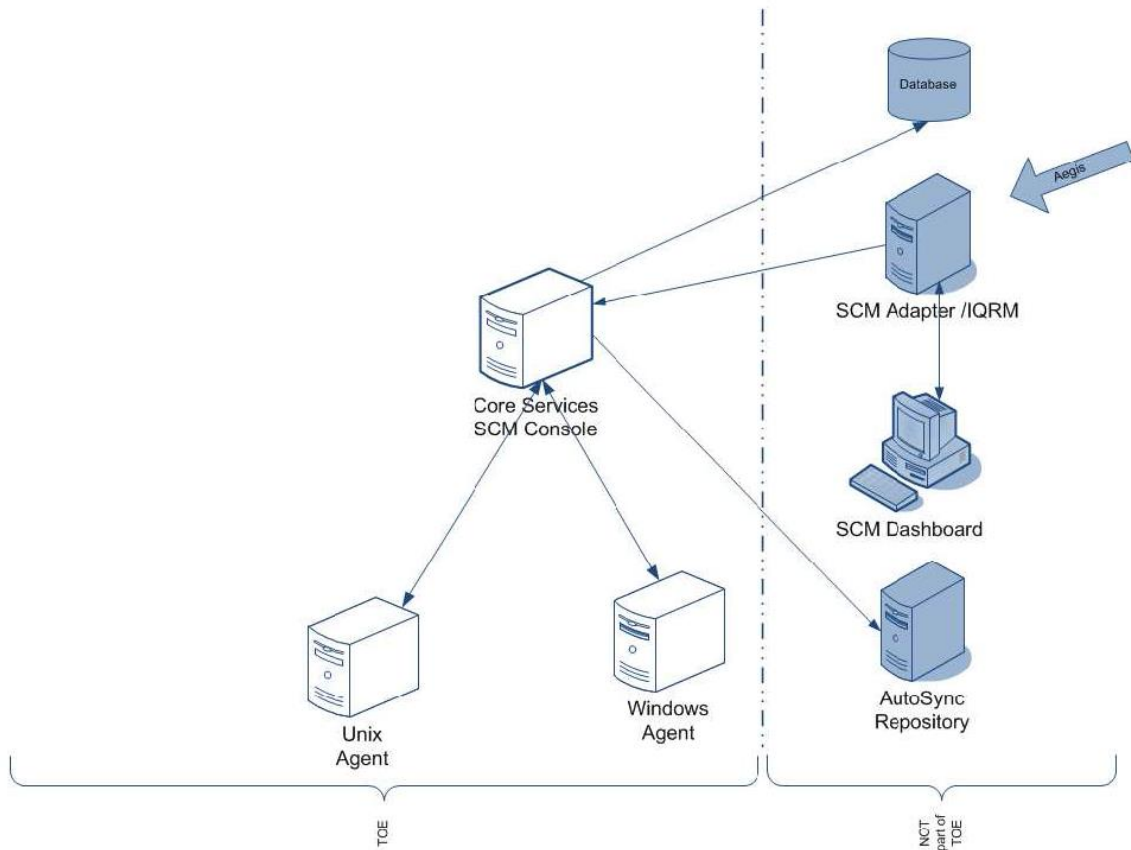 Database
Aegis
SCM Adapter /IQRM
Core Services
SCM Console
SCM Dashboard
Unix
Agent
Windows
Agent
AutoSync
Repository
TOE
NOT
part of
TOE